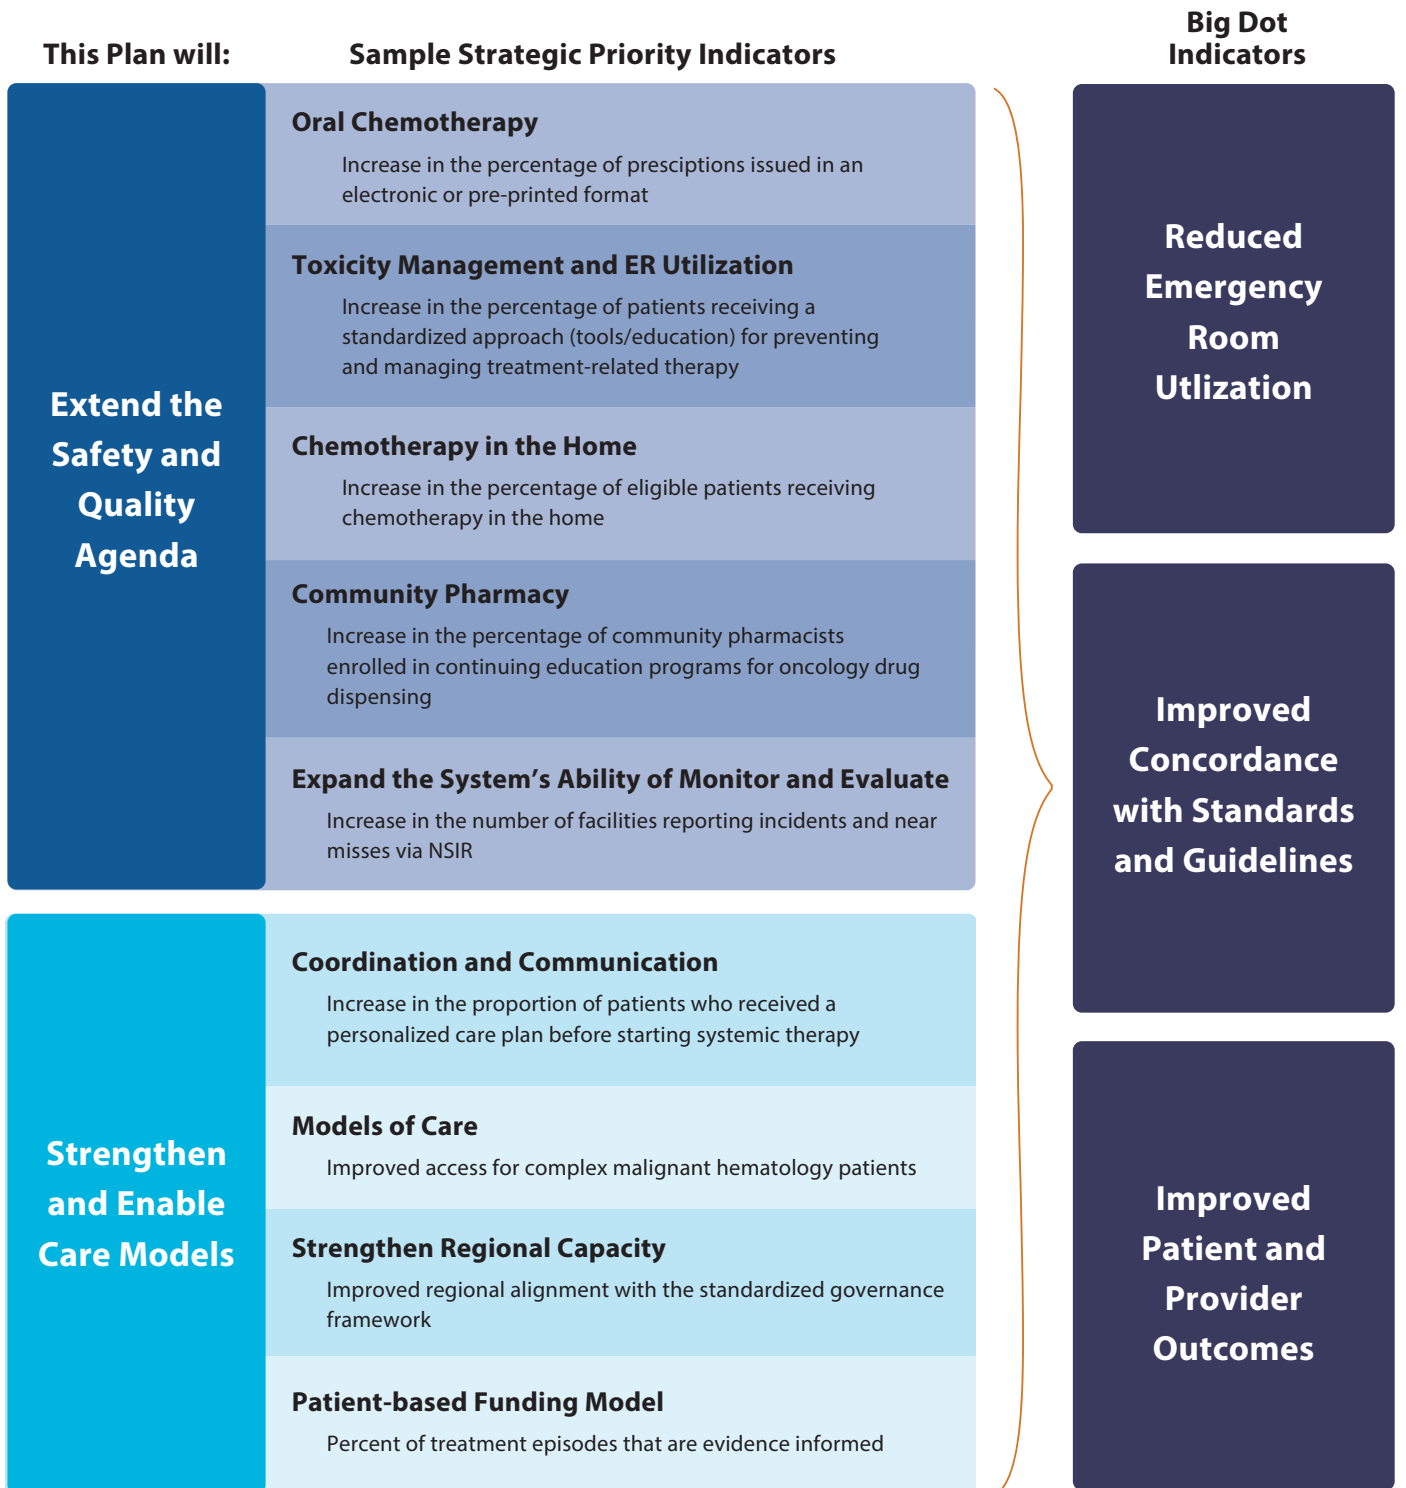 This Plan will:
Sample Strategic Priority Indicators
Big Dot
Indicators
Extend the
Safety and
Quality
Agenda
Oral Chemotherapy
Increase in the percentage of presciptions issued in an
electronic or pre-printed format
Toxicity Management and ER Utilization
Increase in the percentage of patients receiving a
standardized approach (tools/education) for preventing
and managing treatment-related therapy
Chemotherapy in the Home
Increase in the percentage of eligible patients receiving
chemotherapy in the home
Community Pharmacy
Increase in the percentage of community pharmacists
enrolled in continuing education programs for oncology drug
dispensing
Expand the System’s Ability of Monitor and Evaluate
Increase in the number of facilities reporting incidents and near
misses via NSIR
Strengthen
and Enable
Care Models
Coordination and Communication
Increase in the proportion of patients who received a
personalized care plan before starting systemic therapy
Models of Care
Improved access for complex malignant hematology patients
Strengthen Regional Capacity
Improved regional alignment with the standardized governance
framework
Patient-based Funding Model
Percent of treatment episodes that are evidence informed
Reduced
Emergency
Room
Utlization
Improved
Concordance
with Standards
and Guidelines
Improved
Patient and
Provider
Outcomes